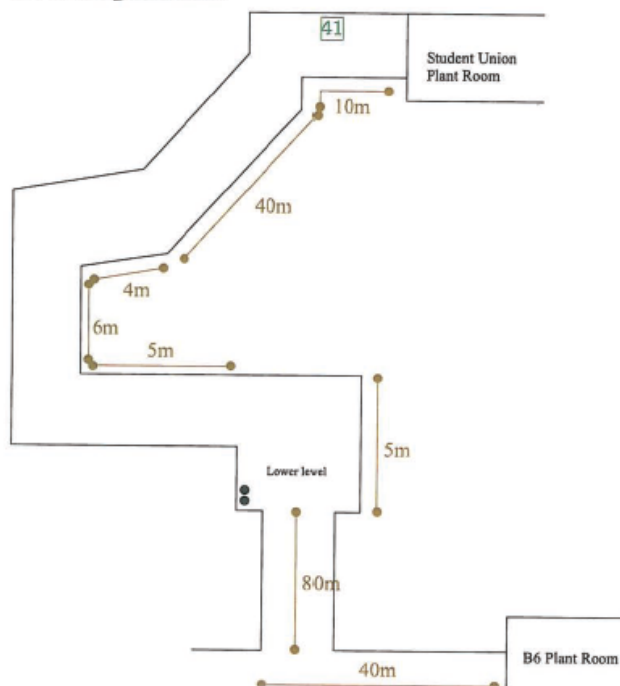 41
Student Union
Plant Room
10m
40m
4m
6m
5m
5m
Lower level
80m
B6 Plant Room
40m